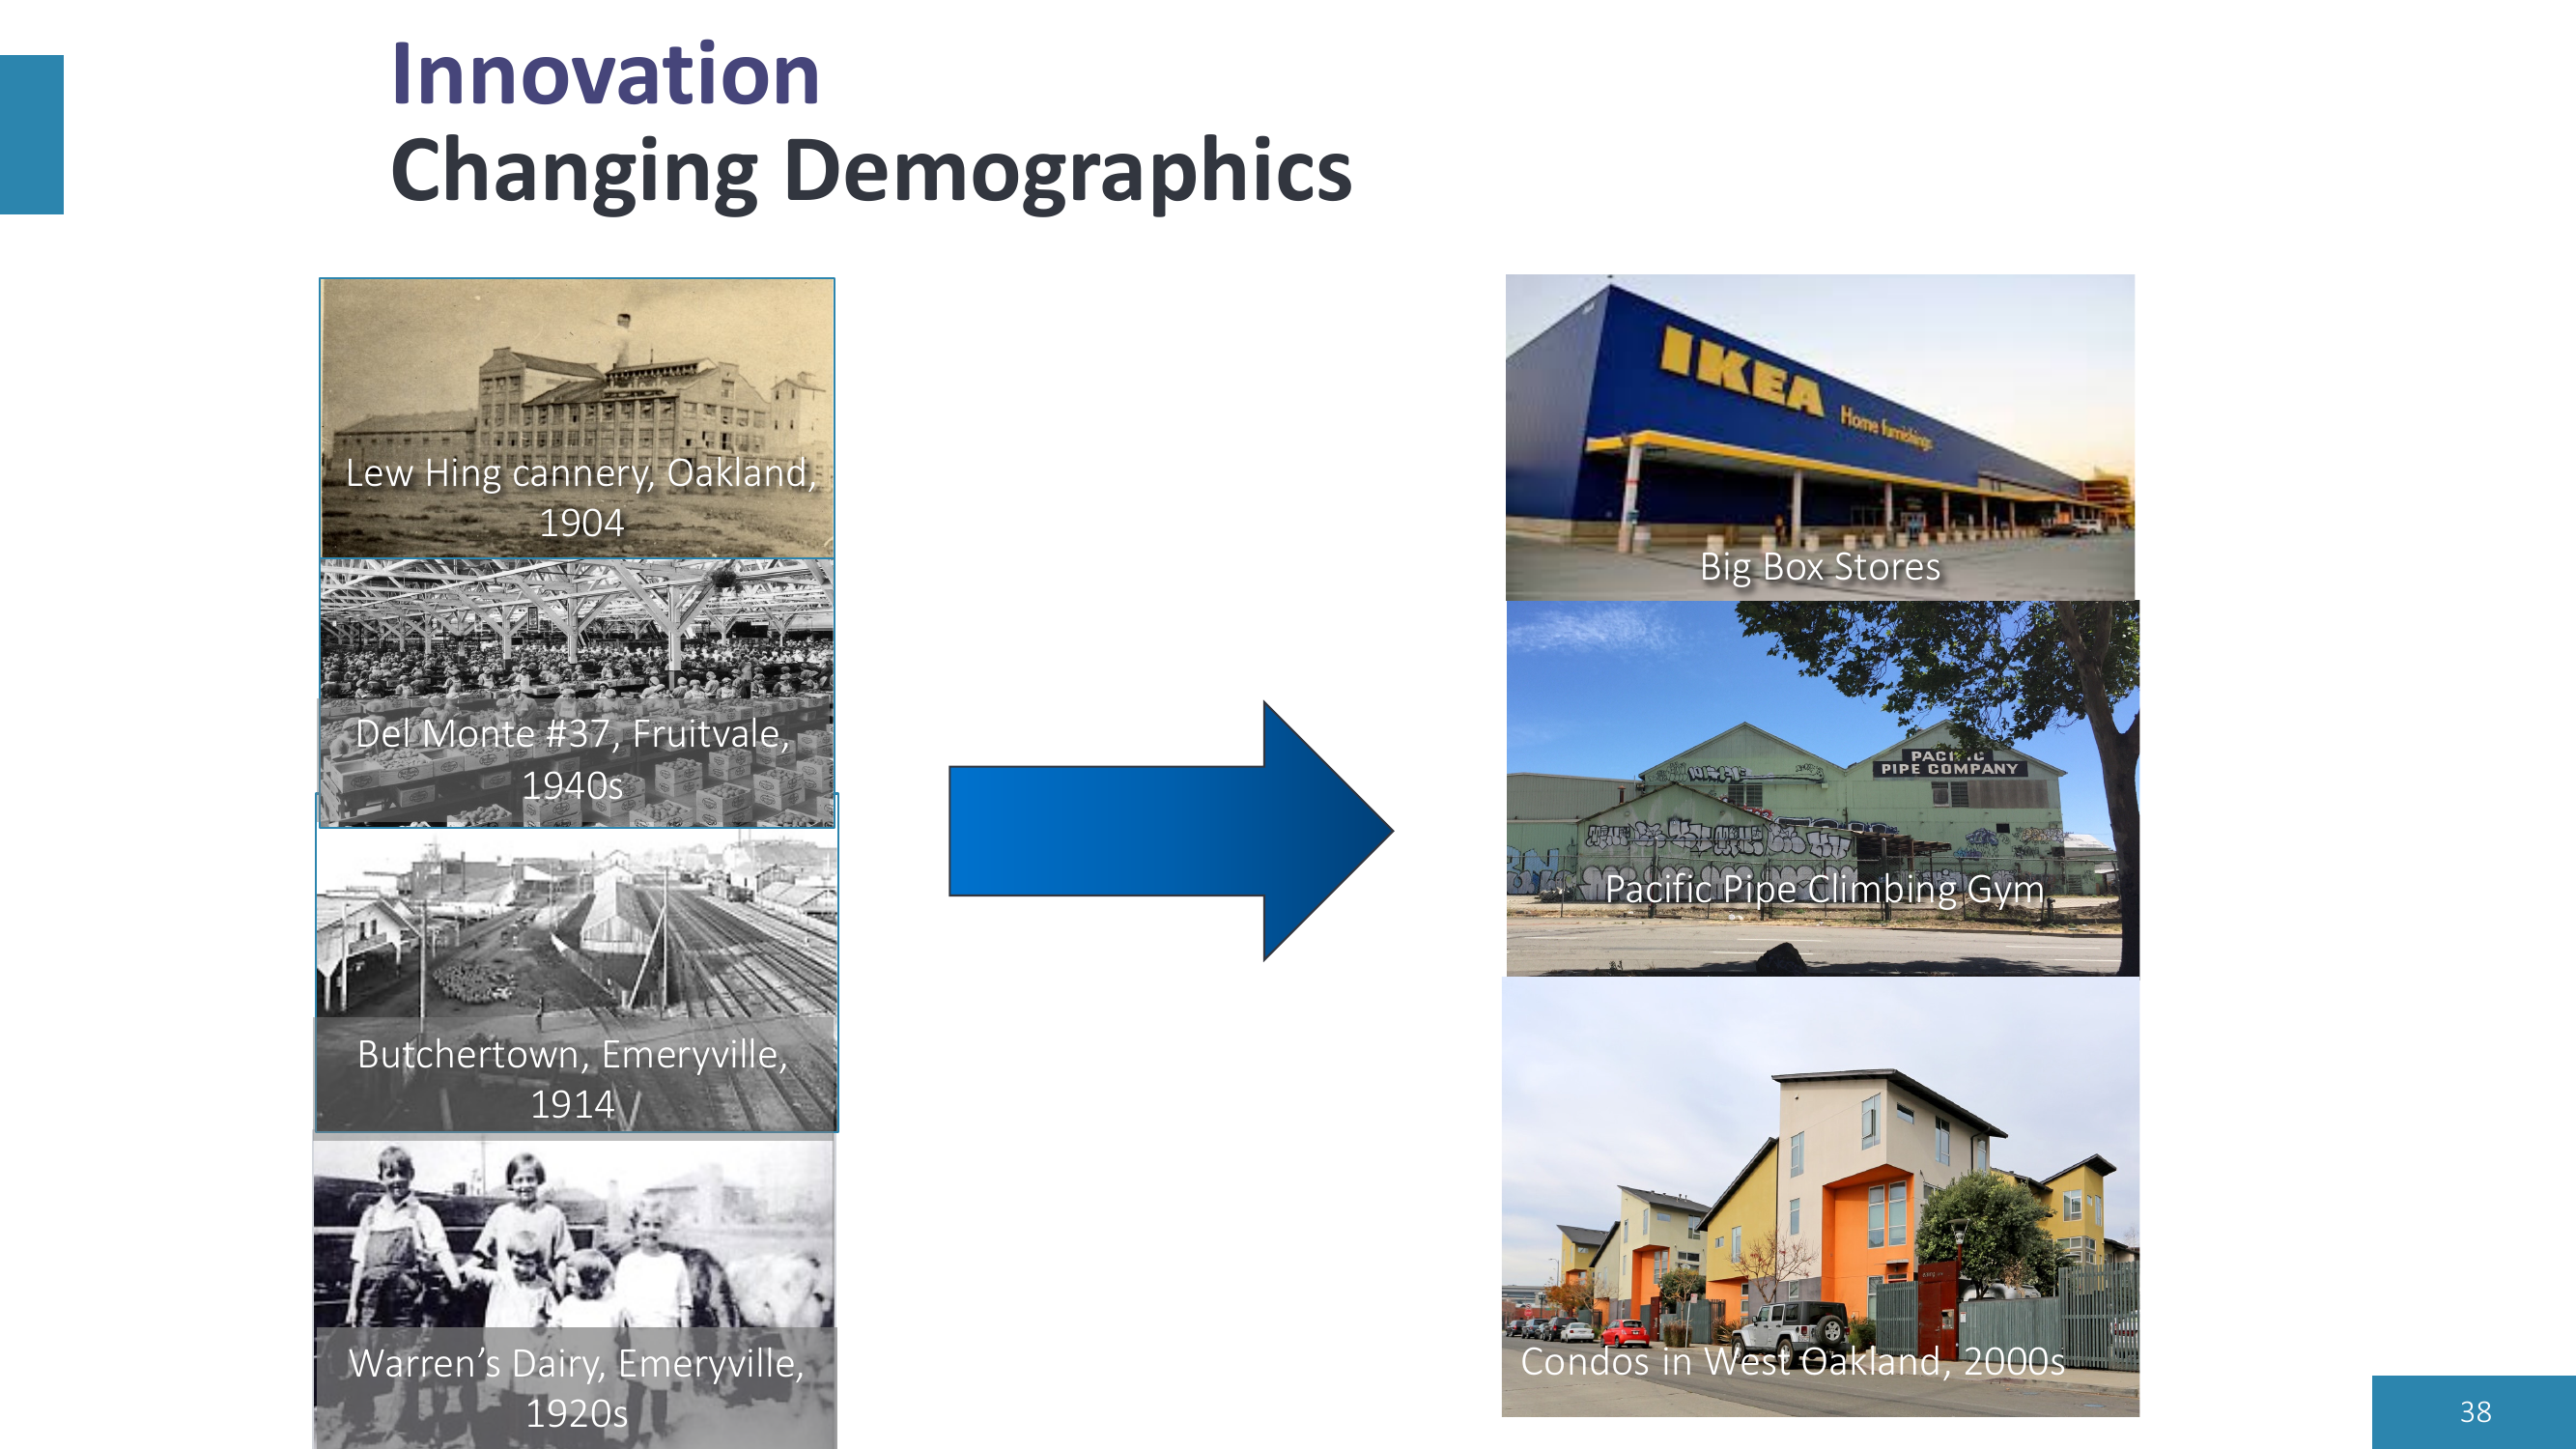 Innovation
Changing Demographics
Lew Hing cannery, Oakland,
1904
Del Monte #37, Fruitvale,
1940s
Butchertown, Emeryville,
1914
Warren’s Dairy, Emeryville,
1920s
IKEA
Home furnishings
Big Box Stores
PACIFIC
PIPE COMPANY
Pacific Pipe Climbing Gym
Condos in West Oakland, 2000s
38